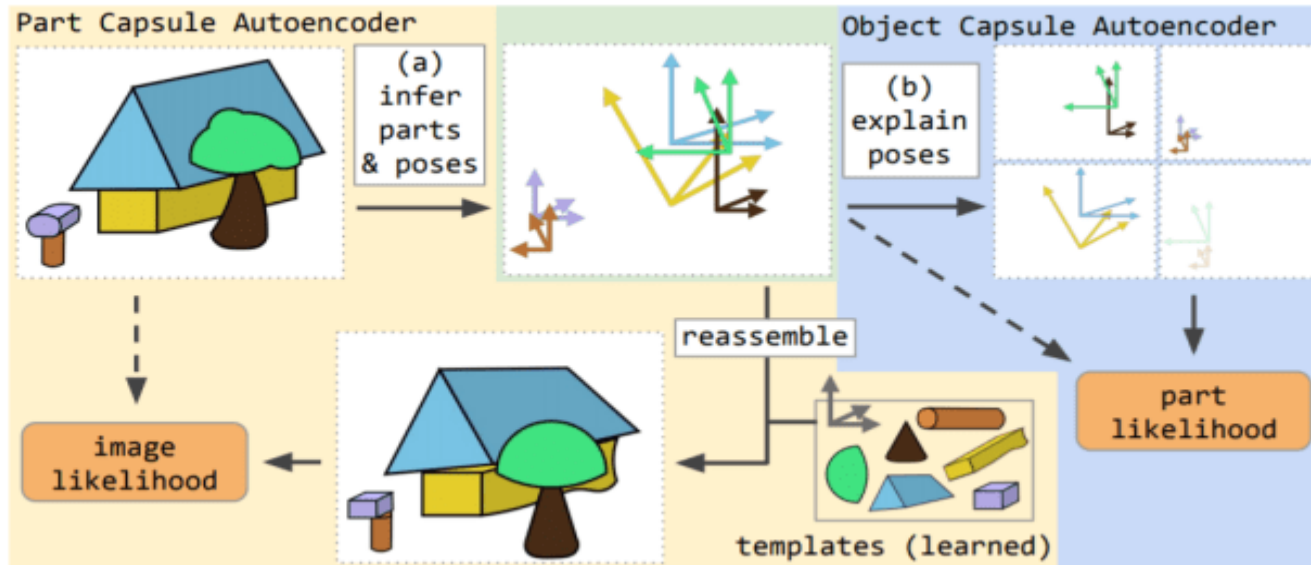 Part Capsule Autoencoder
Object Capsule Autoencoder
(a)
infer
parts
& poses
(b)
explain
poses
reassemble
image
likelihood
part
likelihood
templates (learned)